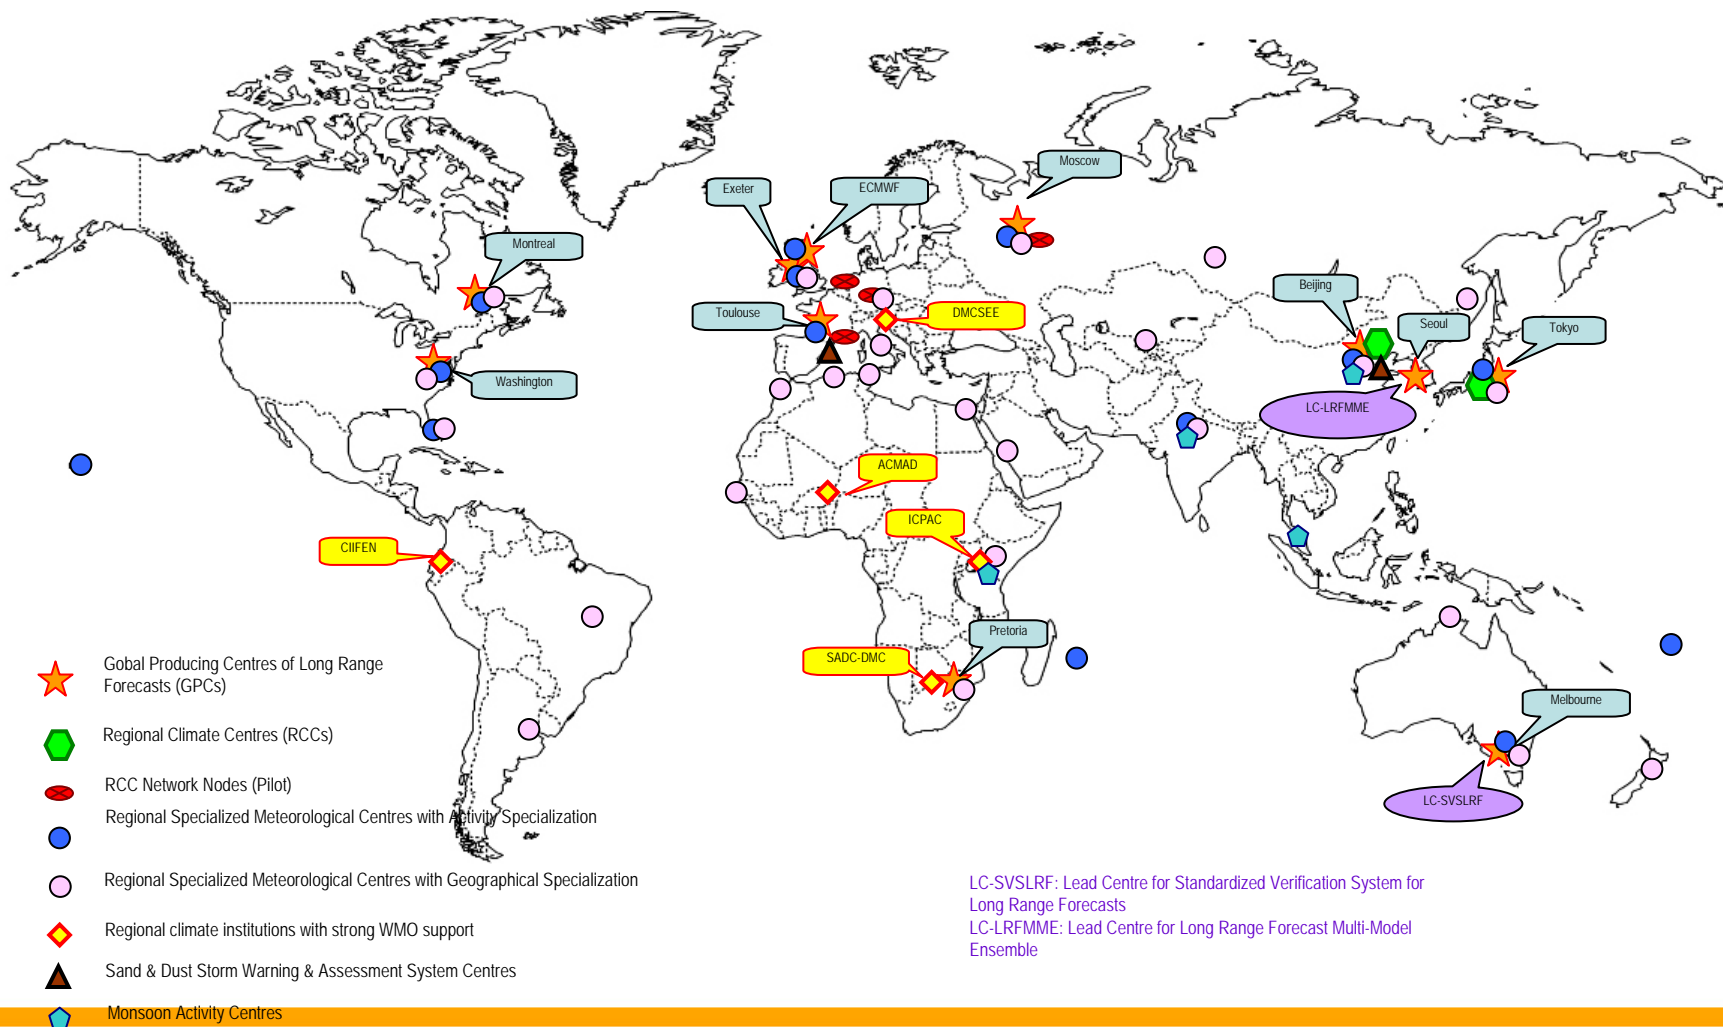 Moscow
Exeter
ECMWF
Montreal
Beijing
Toulouse
DMCSEE
Seoul
Tokyo
Washington
LC-LRFMME
ACMAD
ICPAC
CIIFEN
Pretoria
SADC-DMC
Melbourne
LC-SVSLRF
Gobal Producing Centres of Long Range
Forecasts (GPCs)
Regional Climate Centres (RCCs)
RCC Network Nodes (Pilot)
Regional Specialized Meteorological Centres with Activity Specialization
Regional Specialized Meteorological Centres with Geographical Specialization
Regional climate institutions with strong WMO support
Sand & Dust Storm Warning & Assessment System Centres
Monsoon Activity Centres
LC-SVSLRF: Lead Centre for Standardized Verification System for
Long Range Forecasts
LC-LRFMME: Lead Centre for Long Range Forecast Multi-Model
Ensemble